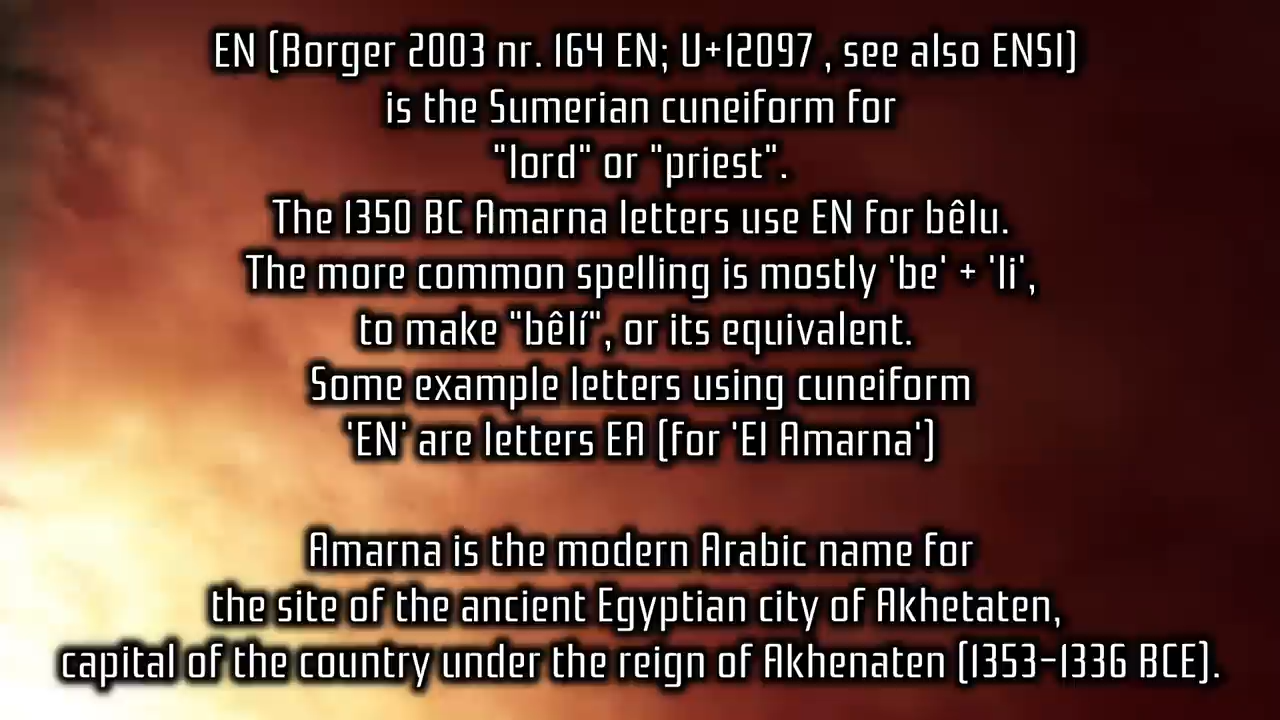 EN (Borger 2003 nr. 164 EN; U+12097 , see also ENSI)
is the Sumerian cuneiform for
"lord" or "priest".
The 1350 BC Amarna letters use EN for bêlu.
The more common spelling is mostly 'be' + 'li',
to make "bêlí", or its equivalent.
Some example letters using cuneiform
'EN' are letters EA (for 'El Amarna')
Amarna is the modern Arabic name for
the site of the ancient Egyptian city of Akhetaten,
capital of the country under the reign of Akhenaten (1353-1336 BCE).